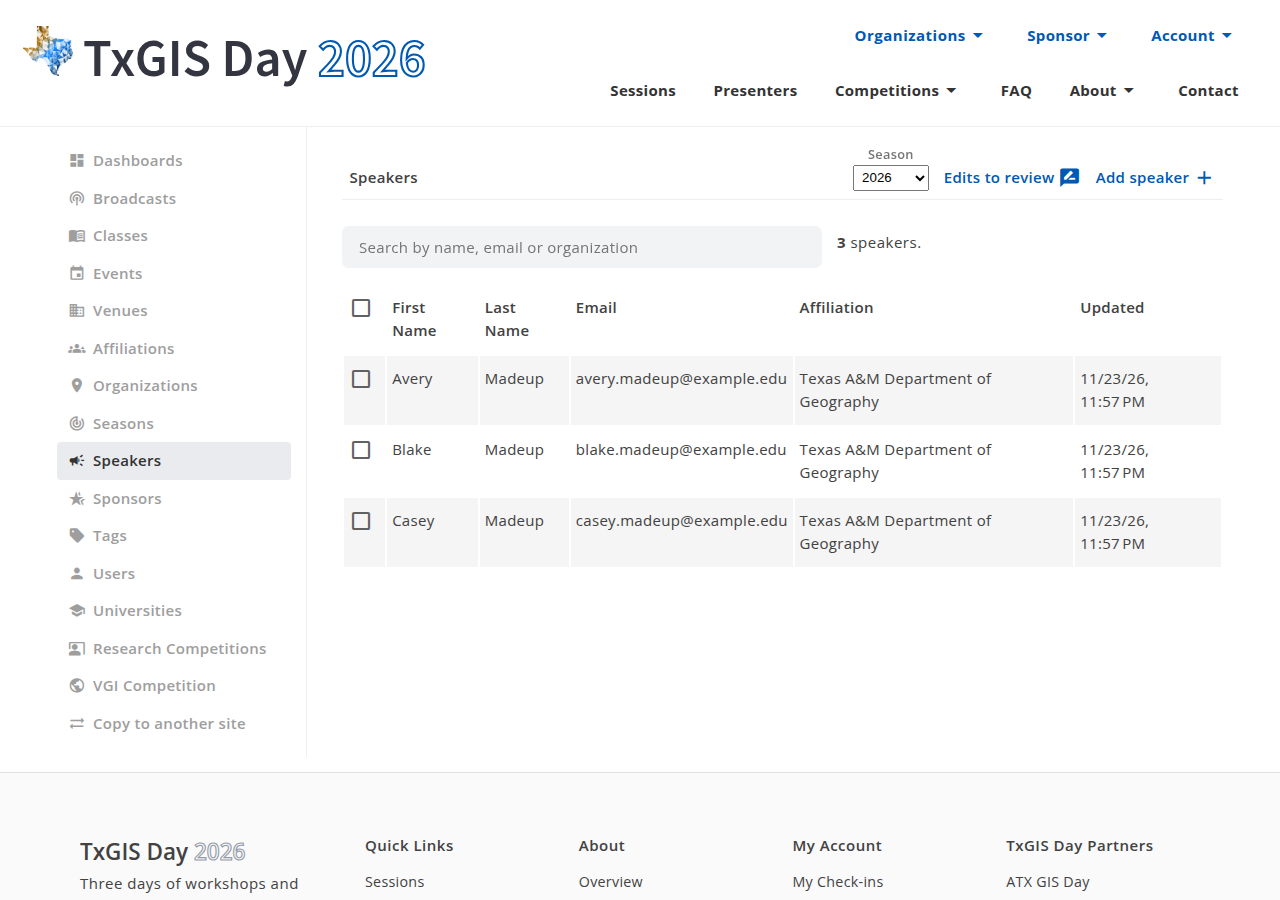 TxGIS Day 2026
Organizations
Sponsor
Account
Sessions
Presenters
Competitions
FAQ
About
Contact
Dashboards
Broadcasts
Classes
Events
Venues
Affiliations
Organizations
Seasons
Speakers
Sponsors
Tags
Users
Universities
Research Competitions
VGI Competition
Copy to another site
Speakers
Season
2026
Edits to review
Add speaker
Search by name, email or organization
3 speakers.
First Name
Last Name
Email
Affiliation
Updated
Avery
Madeup
avery.madeup@example.edu
Texas A&M Department of
Geography
11/23/26,
11:57 PM
Blake
Madeup
blake.madeup@example.edu
Texas A&M Department of
Geography
11/23/26,
11:57 PM
Casey
Madeup
casey.madeup@example.edu
Texas A&M Department of
Geography
11/23/26,
11:57 PM
TxGIS Day 2026
Three days of workshops and
Quick Links
Sessions
About
Overview
My Account
My Check-ins
TxGIS Day Partners
ATX GIS Day